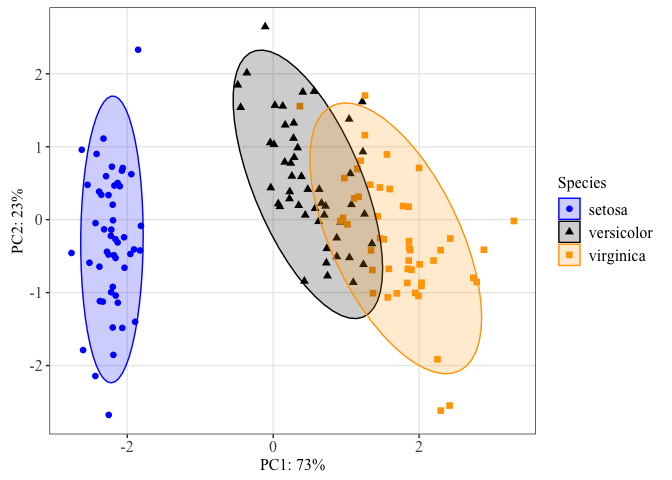 2
1
0
-1
-2
PC2: 23%
-2
0
2
PC1: 73%
Species
setosa
versicolor
virginica